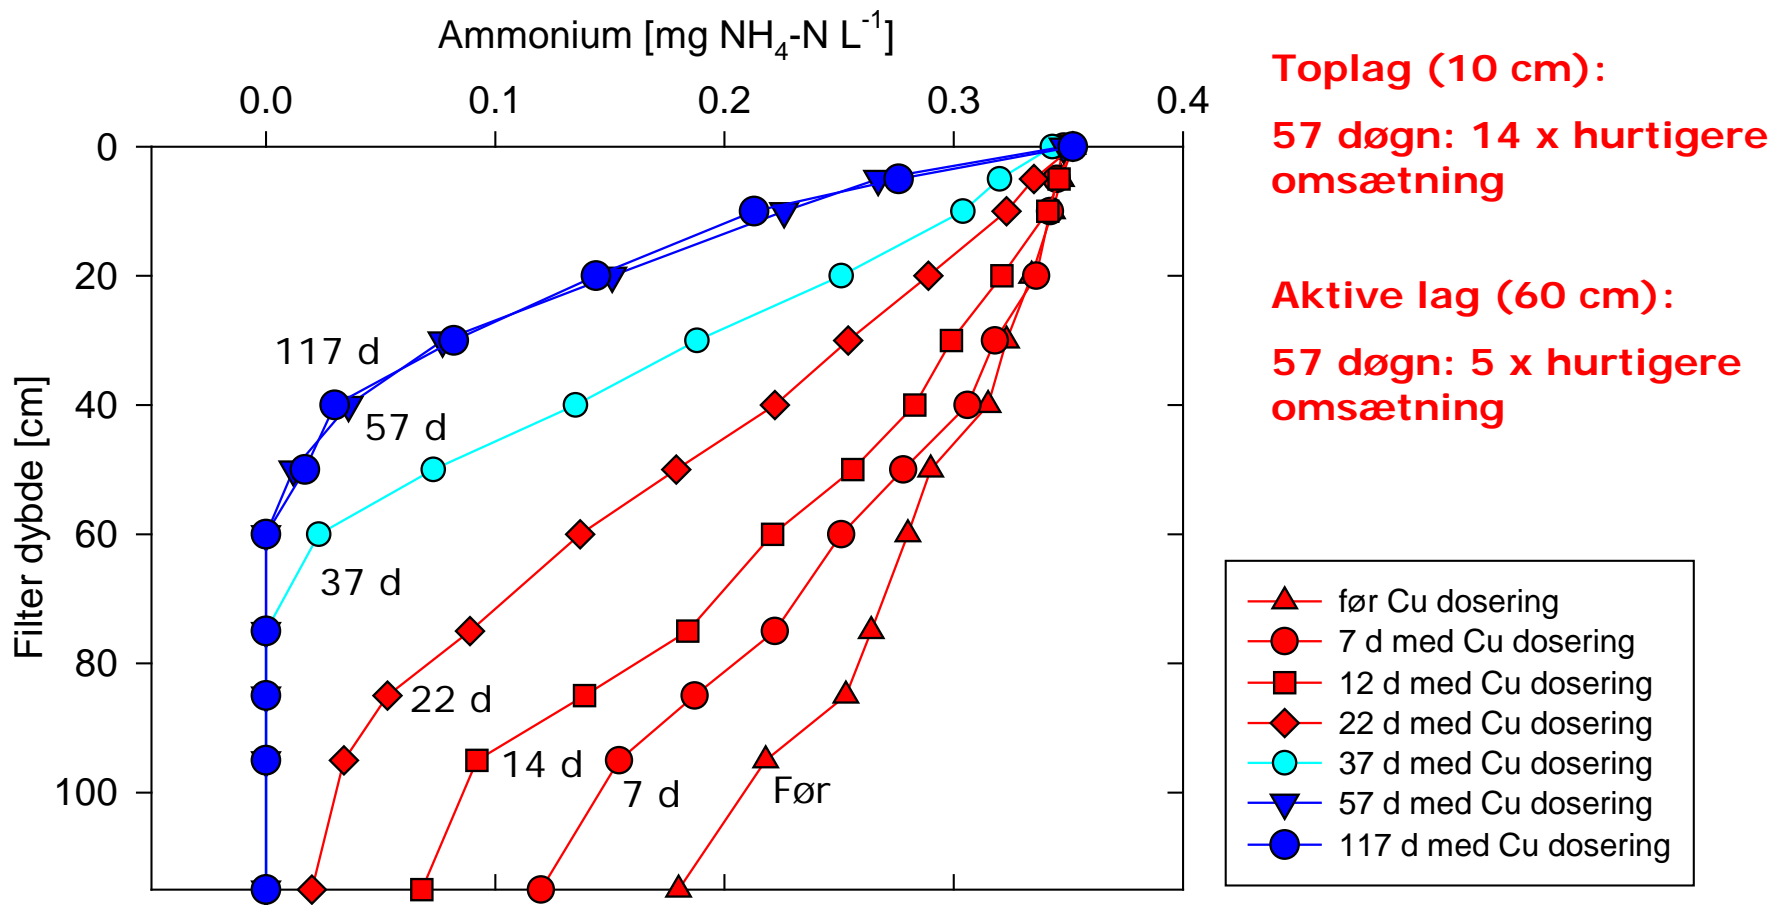 Ammonium [mg NH₄-N L⁻¹]
0.0 0.1 0.2 0.3 0.4
Toplag (10 cm):
57 døgn: 14 x hurtigere
omsætning
Aktive lag (60 cm):
57 døgn: 5 x hurtigere
omsætning
Filter dybde [cm]
0
20
40
60
80
100
117 d
57 d
37 d
22 d
14 d
7 d
Før
før Cu dosering
7 d med Cu dosering
12 d med Cu dosering
22 d med Cu dosering
37 d med Cu dosering
57 d med Cu dosering
117 d med Cu dosering